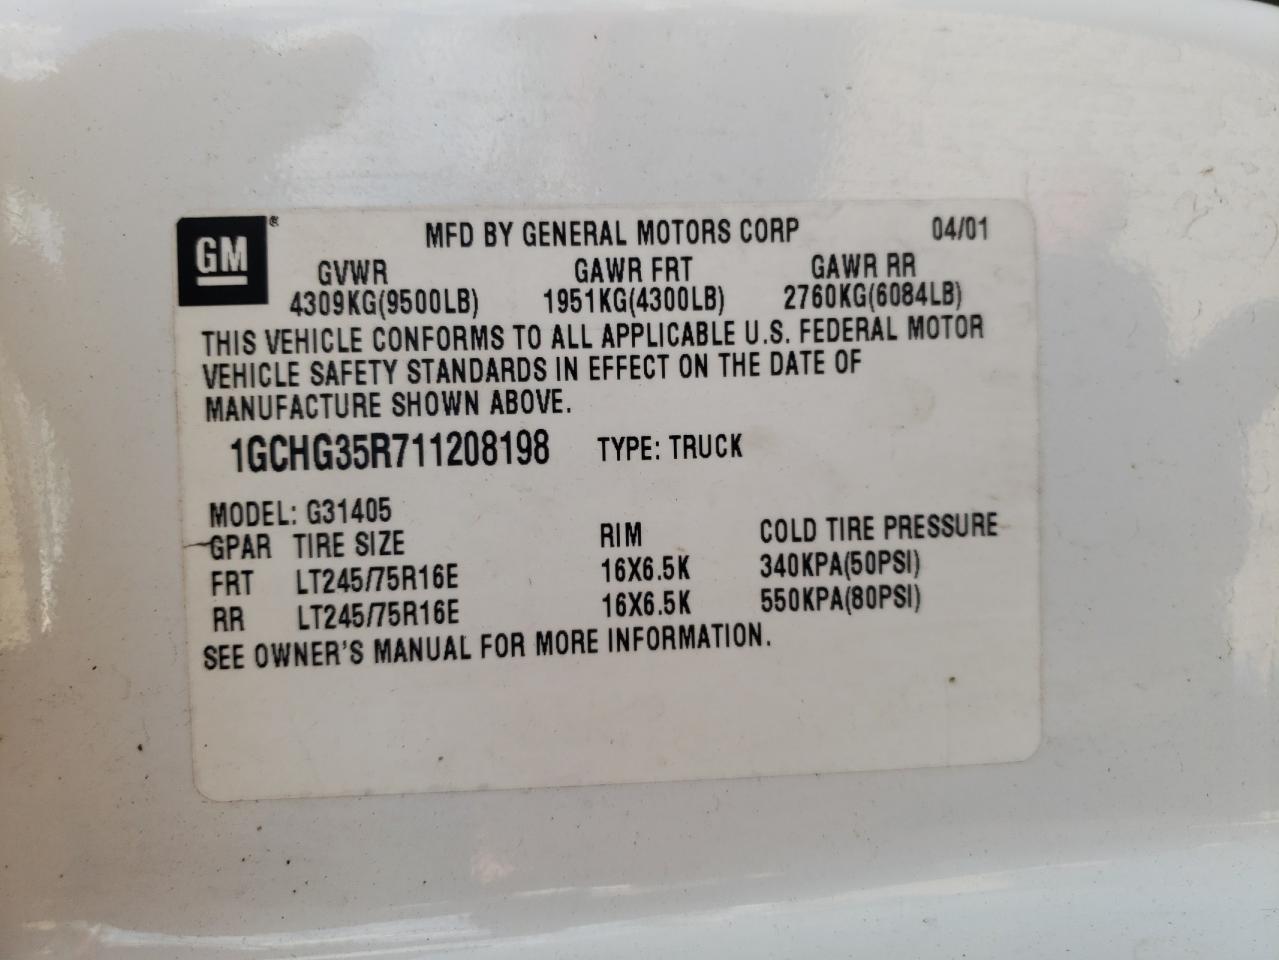 GM ® MFD BY GENERAL MOTORS CORP 04/01
GVWR GAWR FRT GAWR RR
4309KG(9500LB) 1951KG(4300LB) 2760KG(6084LB)
THIS VEHICLE CONFORMS TO ALL APPLICABLE U.S. FEDERAL MOTOR
VEHICLE SAFETY STANDARDS IN EFFECT ON THE DATE OF
MANUFACTURE SHOWN ABOVE.
1GCHG35R711208198 TYPE: TRUCK
MODEL: G31405
GPAR TIRE SIZE RIM COLD TIRE PRESSURE
FRT LT245/75R16E 16X6.5K 340KPA(50PSI)
RR LT245/75R16E 16X6.5K 550KPA(80PSI)
SEE OWNER'S MANUAL FOR MORE INFORMATION.